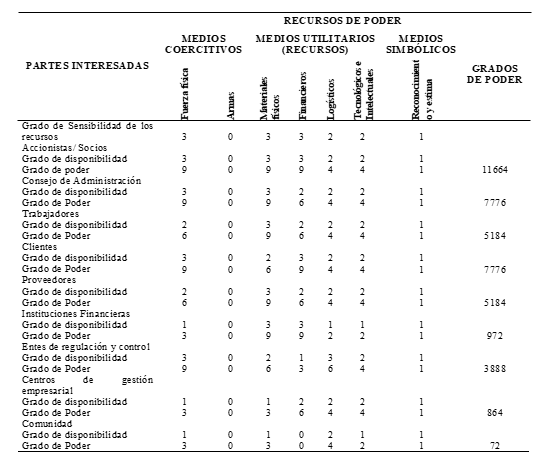 RECURSOS DE PODER
PARTES INTERESADAS
MEDIOS COERCITIVOS
MEDIOS UTILITARIOS (RECURSOS)
MEDIOS SIMBÓLICOS
GRADOS DE PODER
Fuerza física
Armas
Materiales físicos
Financieros
Logísticos
Tecnológicos e Intelectuales
Reconocimient o y estima
Grado de Sensibilidad de los
recursos 3 0 3 3 2 2 1
Accionistas/ Socios
Grado de disponibilidad 3 0 3 3 2 2 1
Grado de poder 9 0 9 9 4 4 1 11664
Consejo de Administración
Grado de disponibilidad 3 0 3 2 2 2 1
Grado de Poder 9 0 9 6 4 4 1 7776
Trabajadores
Grado de disponibilidad 2 0 3 2 2 2 1
Grado de Poder 6 0 9 6 4 4 1 5184
Clientes
Grado de disponibilidad 3 0 2 3 2 2 1
Grado de Poder 9 0 6 9 4 4 1 7776
Proveedores
Grado de disponibilidad 2 0 3 2 2 2 1
Grado de Poder 6 0 9 6 4 4 1 5184
Instituciones Financieras
Grado de disponibilidad 1 0 3 3 1 1 1
Grado de Poder 3 0 9 9 2 2 1 972
Entes de regulación y control
Grado de disponibilidad 3 0 2 1 3 2 1
Grado de Poder 9 0 6 3 6 4 1 3888
Centros de gestión
empresarial
Grado de disponibilidad 1 0 1 2 2 2 1
Grado de Poder 3 0 3 6 4 4 1 864
Comunidad
Grado de disponibilidad 1 0 1 0 2 1 1
Grado de Poder 3 0 3 0 4 2 1 72